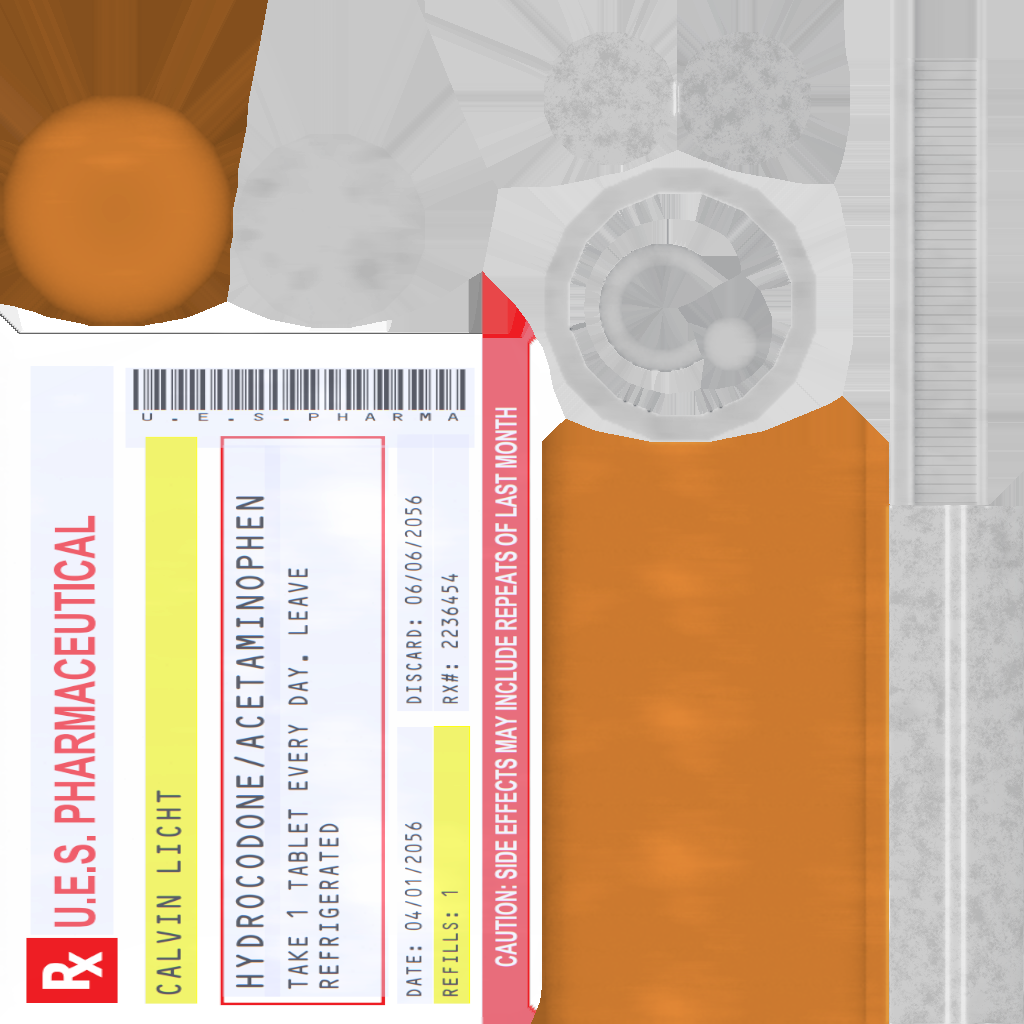 Rx U.E.S. PHARMACEUTICAL
U.E.S.PHARMA
CALVIN LICHT
HYDROCODONE/ACETAMINOPHEN
TAKE 1 TABLET EVERY DAY. LEAVE
REFRIGERATED
DATE: 04/01/2056
DISCARD: 06/06/2056
REFILLS: 1
RX#: 2236454
CAUTION: SIDE EFFECTS MAY INCLUDE REPEATS OF LAST MONTH